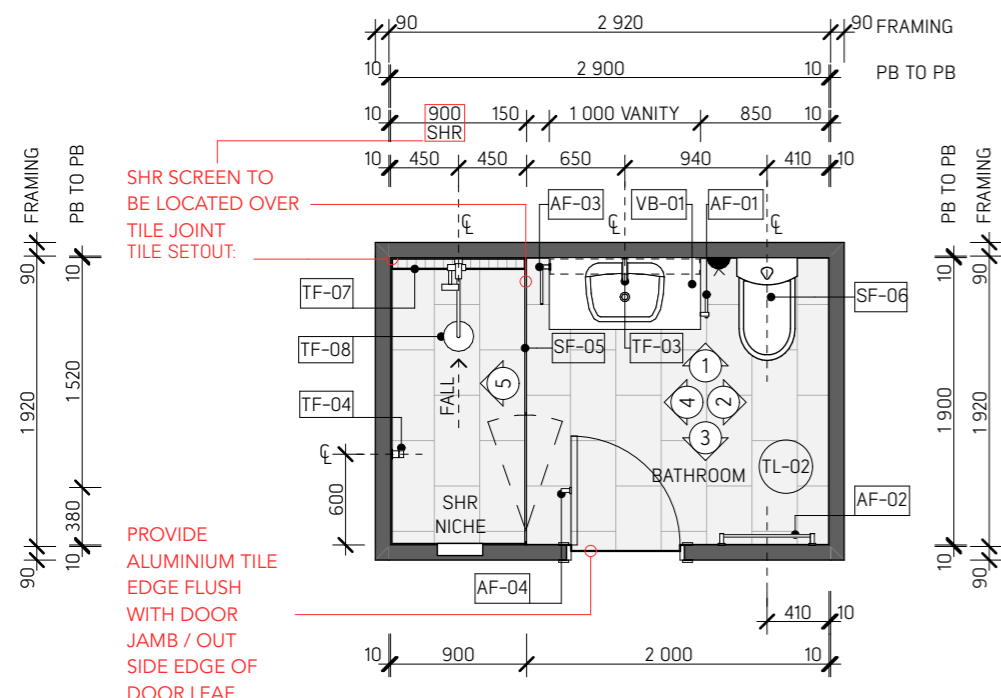 90 2 920 90 FRAMING
10 2 900 10 PB TO PB
10 900 150 1 000 VANITY 850
SHR
10 450 450 650 940 410 10
FRAMING
PB TO PB
PB TO PB
FRAMING
SHR SCREEN TO
BE LOCATED OVER
TILE JOINT
TILE SETOUT:
AF-03
VB-01
AF-01
℄
℄
℄
90
10
10
90
TF-07
SF-06
TF-08
SF-05
TF-03
1
5
4
2
3
FALL
1 920
1 520
1 900
1 920
TF-04
℄
BATHROOM
TL-02
600
SHR
NICHE
AF-02
380
10
90
10
90
PROVIDE
ALUMINIUM TILE
EDGE FLUSH
WITH DOOR
JAMB / OUT
SIDE EDGE OF
DOOR LEAF
AF-04
410 10
10 900 2 000 10